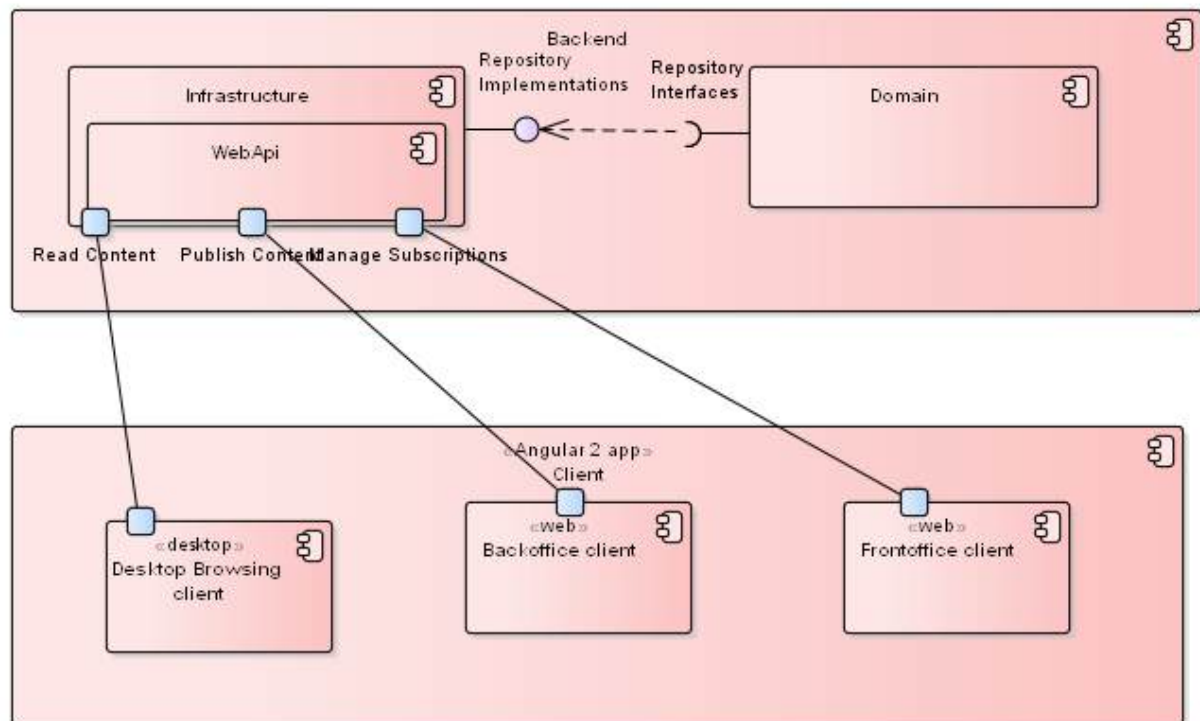 Backend
Repository
Implementations
Repository
Interfaces
Infrastructure
Domain
WebApi
Read Content
Publish Content
Manage Subscriptions
«Angular 2 app»
Client
«desktop»
Desktop Browsing
client
«web»
Backoffice client
«web»
Frontoffice client